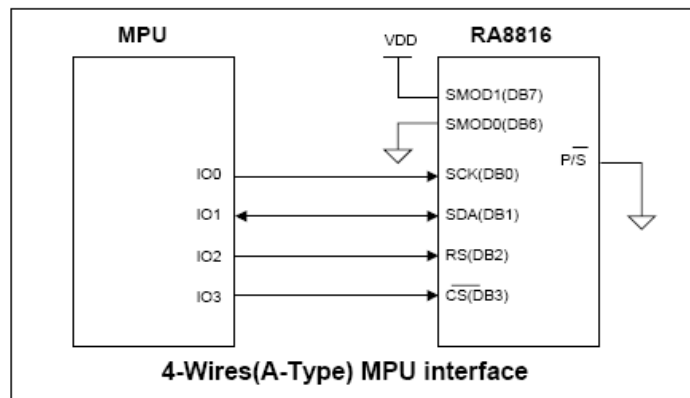 MPU
RA8816
VDD
SMOD1(DB7)
SMOD0(DB6)
P/S̅
IO0
SCK(DB0)
IO1
SDA(DB1)
IO2
RS(DB2)
IO3
C̅S̅(DB3)
4-Wires(A-Type) MPU interface